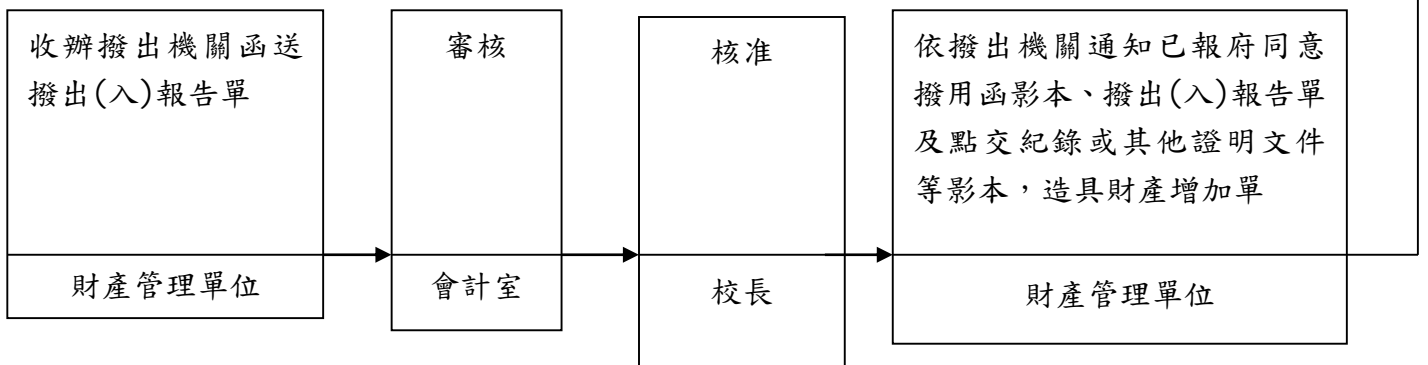 收辦撥出機關函送
撥出(入)報告單
財產管理單位
審核
會計室
核准
校長
依撥出機關通知已報府同意
撥用函影本、撥出(入)報告單
及點交紀錄或其他證明文件
等影本，造具財產增加單
財產管理單位